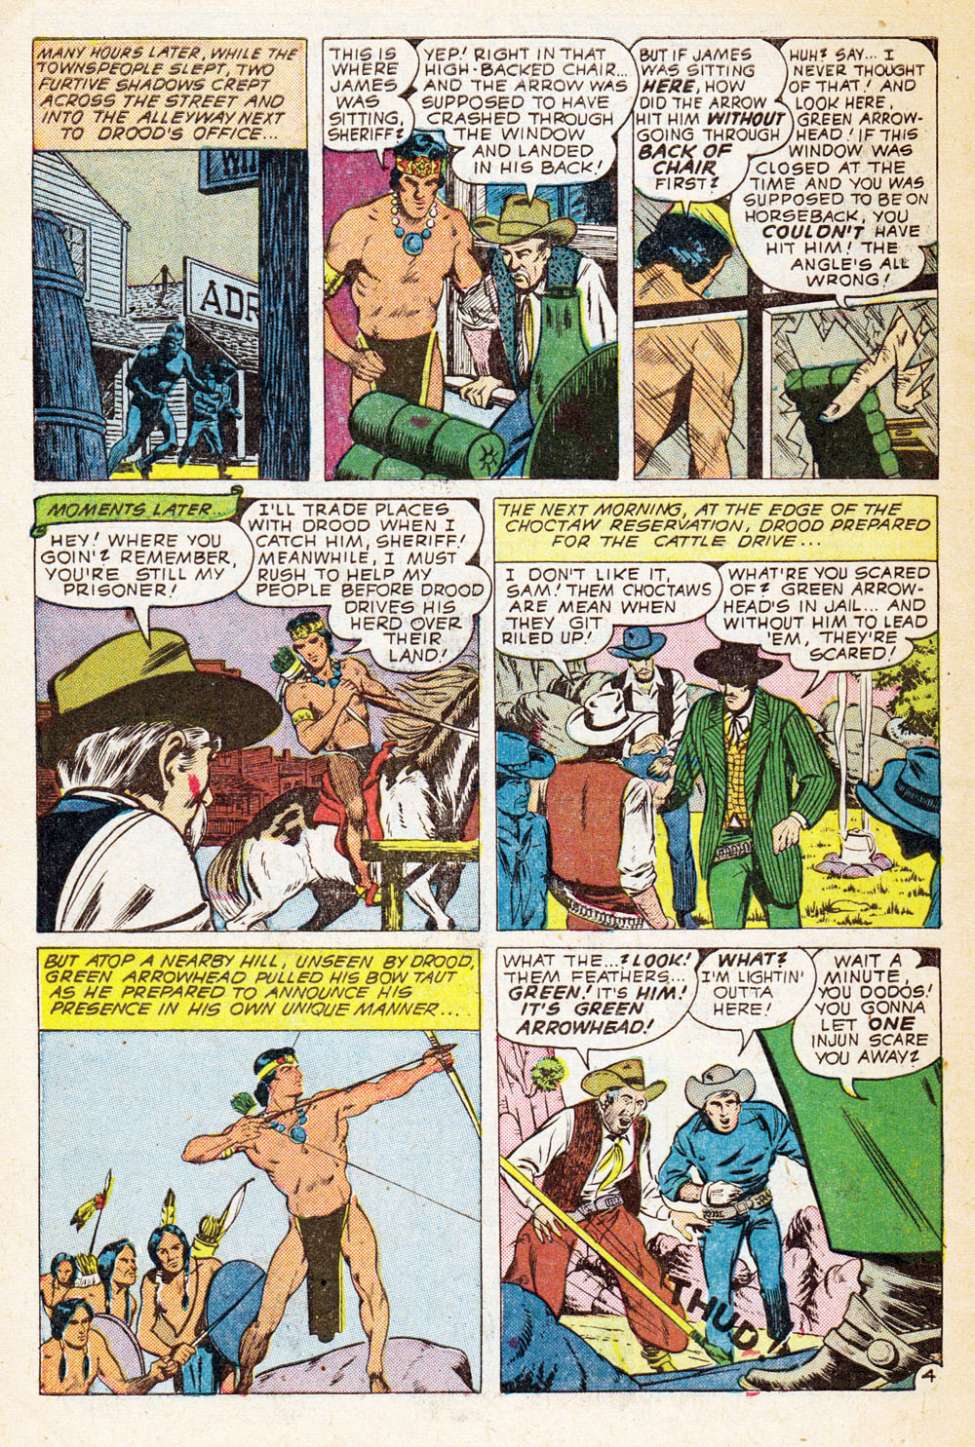 MANY HOURS LATER, WHILE THE
TOWNSPEOPLE SLEPT, TWO
FURTIVE SHADOWS CREPT
ACROSS THE STREET AND
INTO THE ALLEYWAY NEXT
TO DROOD'S OFFICE...
ADR
THIS IS
WHERE
JAMES
WAS
SITTING,
SHERIFF?
YEP! RIGHT IN THAT
HIGH-BACKED CHAIR...
AND THE ARROW WAS
SUPPOSED TO HAVE
CRASHED THROUGH
THE WINDOW
AND LANDED
IN HIS BACK!
BUT IF JAMES
WAS SITTING
HERE, HOW
DID THE ARROW
HIT HIM WITHOUT
GOING THROUGH
BACK OF
CHAIR
FIRST?
HUH? SAY... I
NEVER THOUGHT
OF THAT! AND
LOOK HERE,
GREEN ARROW-
HEAD! IF THIS
WINDOW WAS
CLOSED AT THE
TIME AND YOU WAS
SUPPOSED TO BE ON
HORSEBACK, YOU
COULDN'T HAVE
HIT HIM! THE
ANGLE'S ALL
WRONG!
MOMENTS LATER...
HEY! WHERE YOU
GOIN'? REMEMBER,
YOU'RE STILL MY
PRISONER!
I'LL TRADE PLACES
WITH DROOD WHEN I
CATCH HIM, SHERIFF!
MEANWHILE, I MUST
RUSH TO HELP MY
PEOPLE BEFORE DROOD
DRIVES HIS
HERD OVER
THEIR
LAND!
THE NEXT MORNING, AT THE EDGE OF THE
CHOCTAW RESERVATION, DROOD PREPARED
FOR THE CATTLE DRIVE...
I DON'T LIKE IT,
SAM! THEM CHOCTAWS
ARE MEAN WHEN
THEY GIT
RILED UP!
WHAT'RE YOU SCARED
OF? GREEN ARROW-
HEAD'S IN JAIL... AND
WITHOUT HIM TO LEAD
'EM, THEY'RE
SCARED!
BUT ATOP A NEARBY HILL, UNSEEN BY DROOD,
GREEN ARROWHEAD PULLED HIS BOW TAUT
AS HE PREPARED TO ANNOUNCE HIS
PRESENCE IN HIS OWN UNIQUE MANNER...
WHAT THE...? LOOK!
THEM FEATHERS...
GREEN! IT'S HIM!
IT'S GREEN
ARROWHEAD!
WHAT?
I'M LIGHTIN'
OUTTA
HERE!
WAIT A
MINUTE,
YOU DODOS!
YOU GONNA
LET ONE
INJUN SCARE
YOU AWAY?
THUD
4